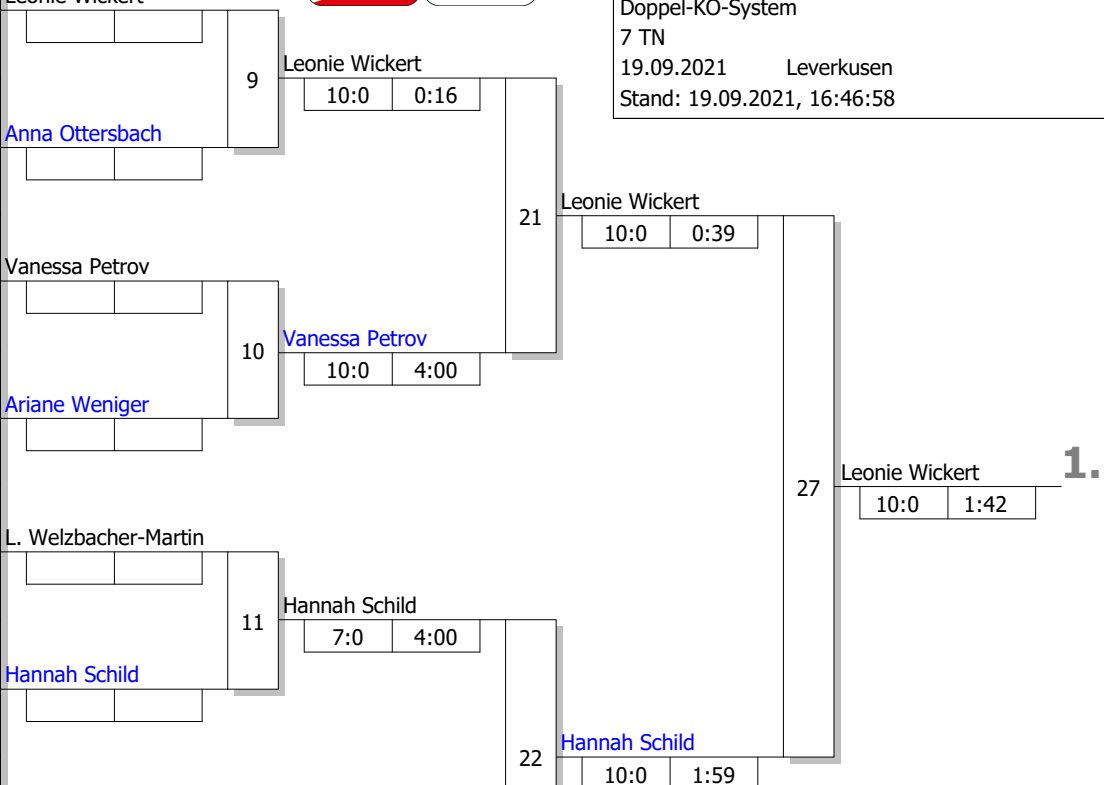 Leonie Wickert
Doppel-KO-System
7 TN
19.09.2021 Leverkusen
Stand: 19.09.2021, 16:46:58
9
Leonie Wickert
10:0 0:16
Anna Ottersbach
21
Leonie Wickert
10:0 0:39
Vanessa Petrov
10
Vanessa Petrov
10:0 4:00
Ariane Weniger
27
Leonie Wickert
1.
10:0 1:42
L. Welzbacher-Martin
11
Hannah Schild
7:0 4:00
Hannah Schild
22
Hannah Schild
10:0 1:59